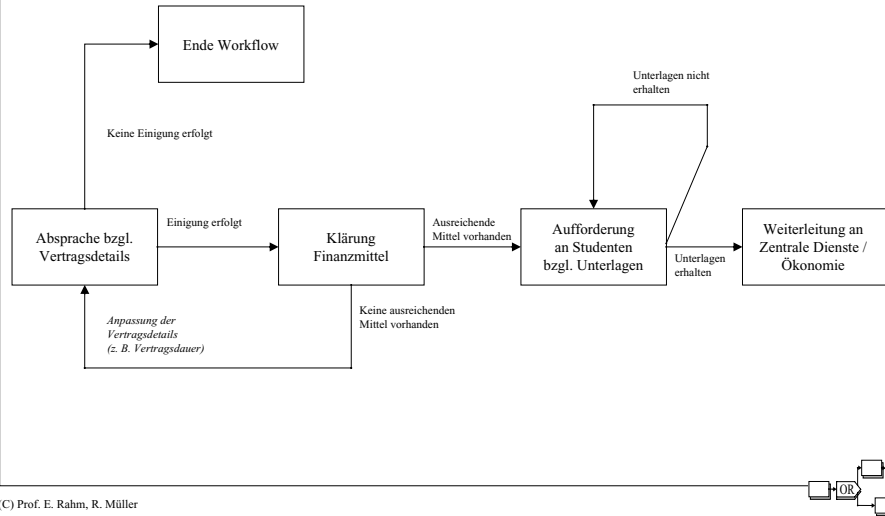 Ende Workflow
Unterlagen nicht
erhalten
Keine Einigung erfolgt
Absprache bzgl.
Vertragsdetails
Einigung erfolgt
Klärung
Finanzmittel
Ausreichende
Mittel vorhanden
Aufforderung
an Studenten
bzgl. Unterlagen
Unterlagen
erhalten
Weiterleitung an
Zentrale Dienste /
Ökonomie
Anpassung der
Vertragsdetails
(z. B. Vertragsdauer)
Keine ausreichenden
Mittel vorhanden
OR
(C) Prof. E. Rahm, R. Müller